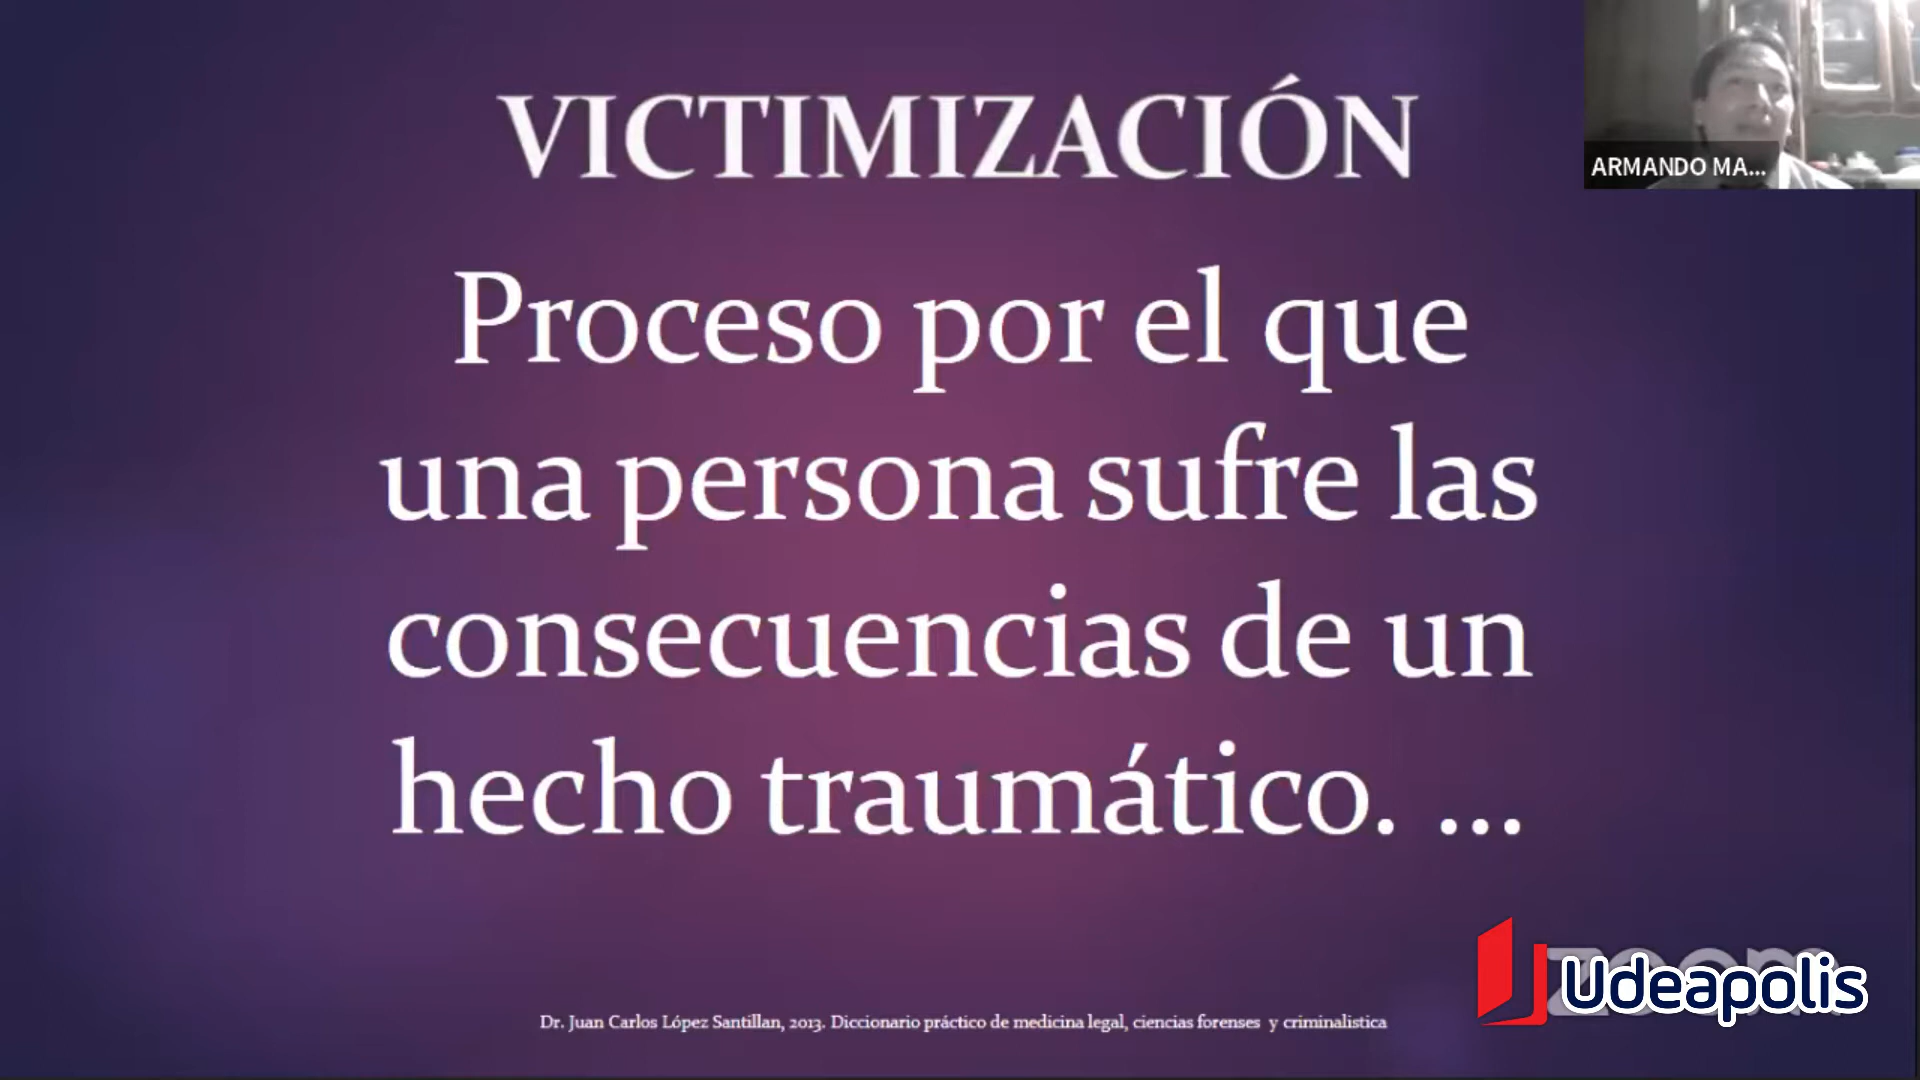 VICTIMIZACIÓN
ARMANDO MA...
Proceso por el que
una persona sufre las
consecuencias de un
hecho traumático. ...
zoom
Udeapolis
Dr. Juan Carlos López Santillan, 2013. Diccionario práctico de medicina legal, ciencias forenses y criminalistica